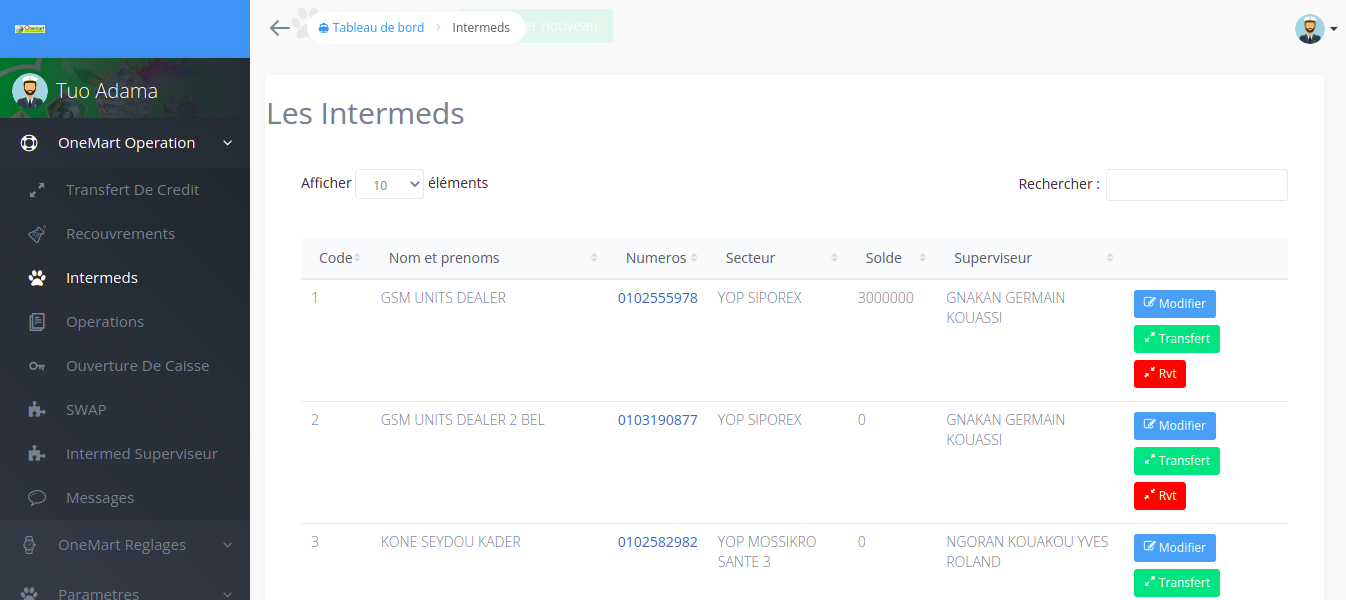 Tableau de bord
Intermeds
er nouveau
Tuo Adama
OneMart Operation
Transfert De Credit
Recouvrements
Intermeds
Operations
Ouverture De Caisse
SWAP
Intermed Superviseur
Messages
OneMart Reglages
Parametres
Les Intermeds
Afficher 10 éléments
Rechercher :
Code Nom et prenoms Numeros Secteur Solde Superviseur
1 GSM UNITS DEALER 0102555978 YOP SIPOREX 3000000 GNAKAN GERMAIN
KOUASSI
Modifier
Transfert
Rvt
2 GSM UNITS DEALER 2 BEL 0103190877 YOP SIPOREX 0 GNAKAN GERMAIN
KOUASSI
Modifier
Transfert
Rvt
3 KONE SEYDOU KADER 0102582982 YOP MOSSIKRO 0 NGORAN KOUAKOU YVES
SANTE 3 ROLAND
Modifier
Transfert